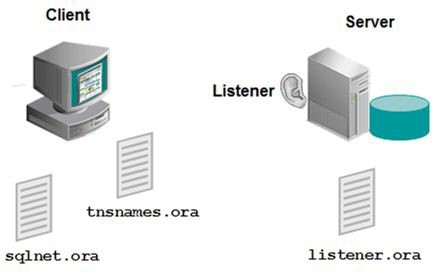 Client
Server
Listener
tnsnames.ora
sqlnet.ora
listener.ora